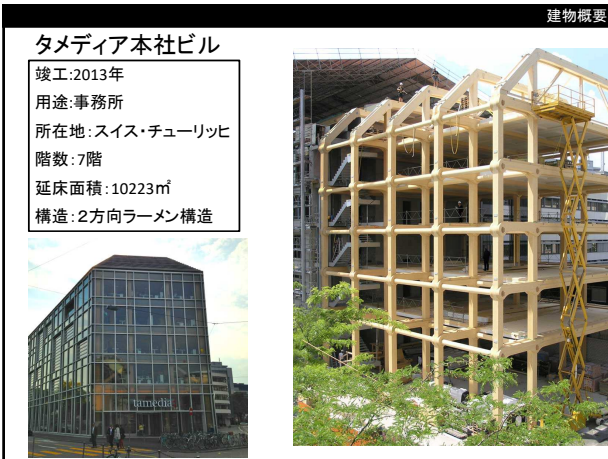 建物概要
タメディア本社ビル
竣工:2013年
用途:事務所
所在地:スイス・チューリッヒ
階数:7階
延床面積:10223㎡
構造:2方向ラーメン構造
tamedia